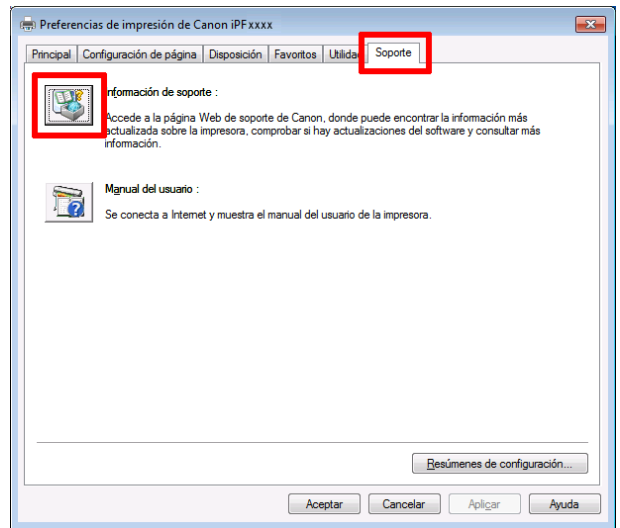 Preferencias de impresión de Canon iPFxxxx
Principal Configuración de página Disposición Favoritos Utilidad Soporte
Información de soporte :
Accede a la página Web de soporte de Canon, donde puede encontrar la información más
actualizada sobre la impresora, comprobar si hay actualizaciones del software y consultar más
información.
Manual del usuario :
Se conecta a Internet y muestra el manual del usuario de la impresora.
Resúmenes de configuración...
Aceptar Cancelar Aplicar Ayuda